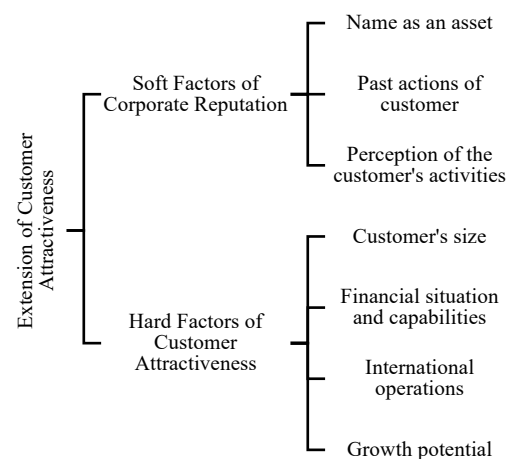 Extension of Customer
Attractiveness
Soft Factors of
Corporate Reputation
Name as an asset
Past actions of
customer
Perception of the
customer's activities
Hard Factors of
Customer
Attractiveness
Customer's size
Financial situation
and capabilities
International
operations
Growth potential